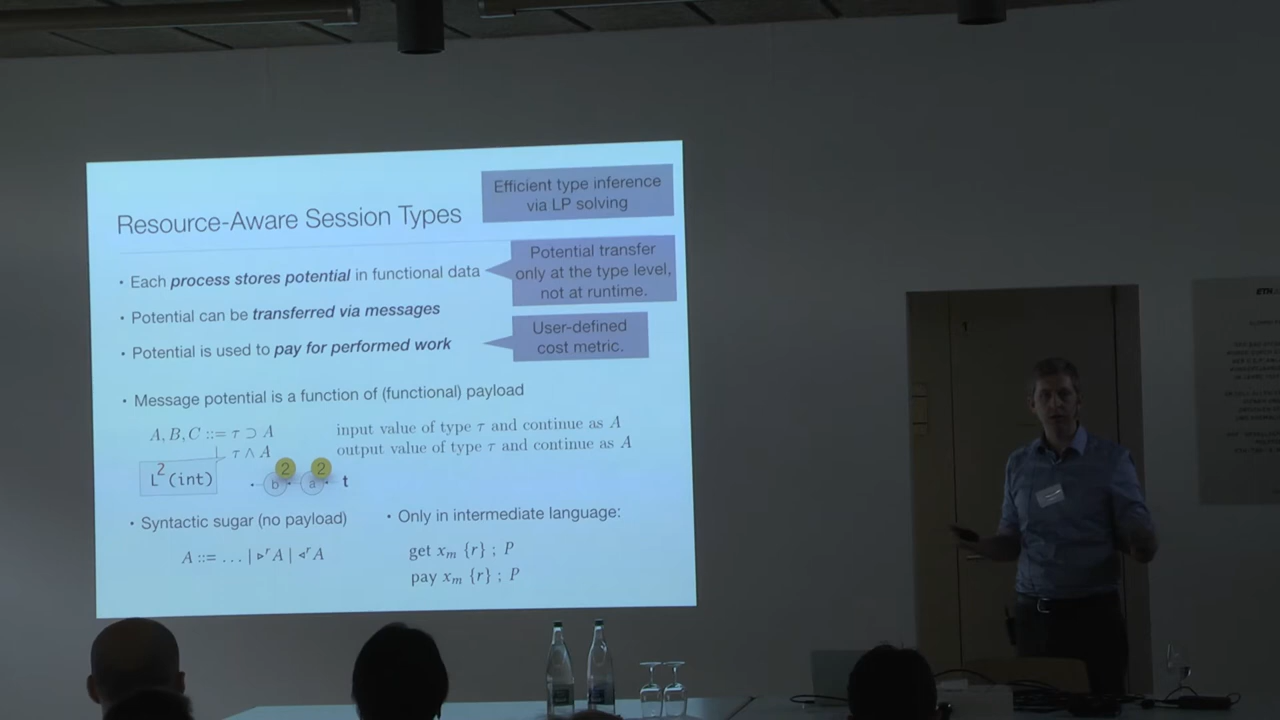 Efficient type inference
via LP solving
Resource-Aware Session Types
• Each process stores potential in functional data
Potential transfer
only at the type level,
not at runtime.
• Potential can be transferred via messages
• Potential is used to pay for performed work
User-defined
cost metric.
• Message potential is a function of (functional) payload
A, B, C ::= τ ⊃ A input value of type τ and continue as A
| τ ∧ A output value of type τ and continue as A
L²(int)
2 2
b a t
• Syntactic sugar (no payload)
A ::= … | ▹ʳA | ◃ʳA
• Only in intermediate language:
get xₘ {r} ; P
pay xₘ {r} ; P